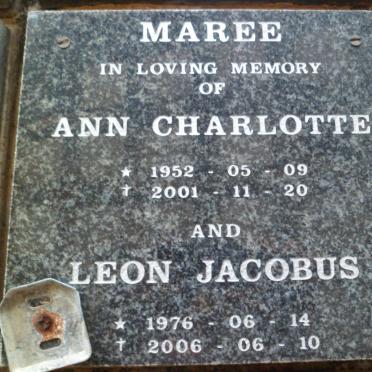 MAREE
IN LOVING MEMORY
OF
ANN CHARLOTTE
★ 1952 - 05 - 09
† 2001 - 11 - 20
AND
LEON JACOBUS
★ 1976 - 06 - 14
† 2006 - 06 - 10